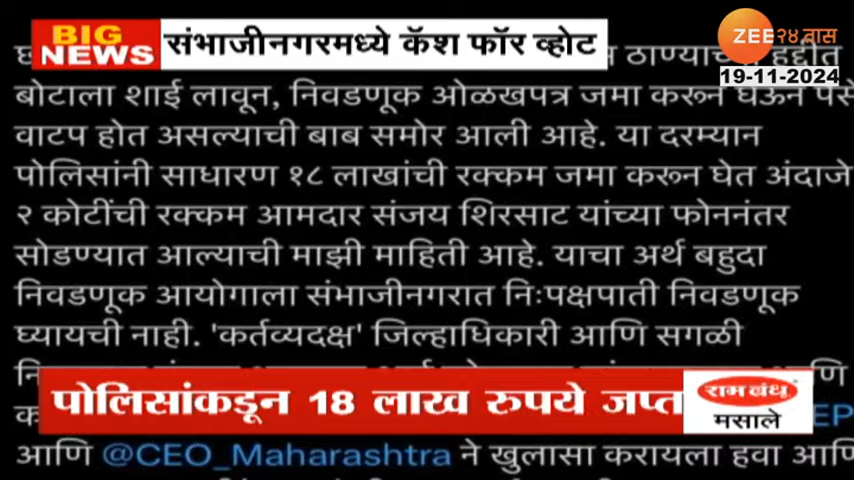 BIG NEWS
संभाजीनगरमध्ये कॅश फॉर व्होट
ZEE २४ तास
19-11-2024
ठाण्याच्या हद्दीत
बोटाला शाई लावून, निवडणूक ओळखपत्र जमा करून घेऊन पैसे
वाटप होत असल्याची बाब समोर आली आहे. या दरम्यान
पोलिसांनी साधारण १८ लाखांची रक्कम जमा करून घेत अंदाजे
२ कोटींची रक्कम आमदार संजय शिरसाट यांच्या फोननंतर
सोडण्यात आल्याची माझी माहिती आहे. याचा अर्थ बहुदा
निवडणूक आयोगाला संभाजीनगरात निःपक्षपाती निवडणूक
घ्यायची नाही. 'कर्तव्यदक्ष' जिल्हाधिकारी आणि सगळी
पोलिसांकडून 18 लाख रुपये जप्त
राम बंधु
मसाले
आणि @CEO_Maharashtra ने खुलासा करायला हवा आणि